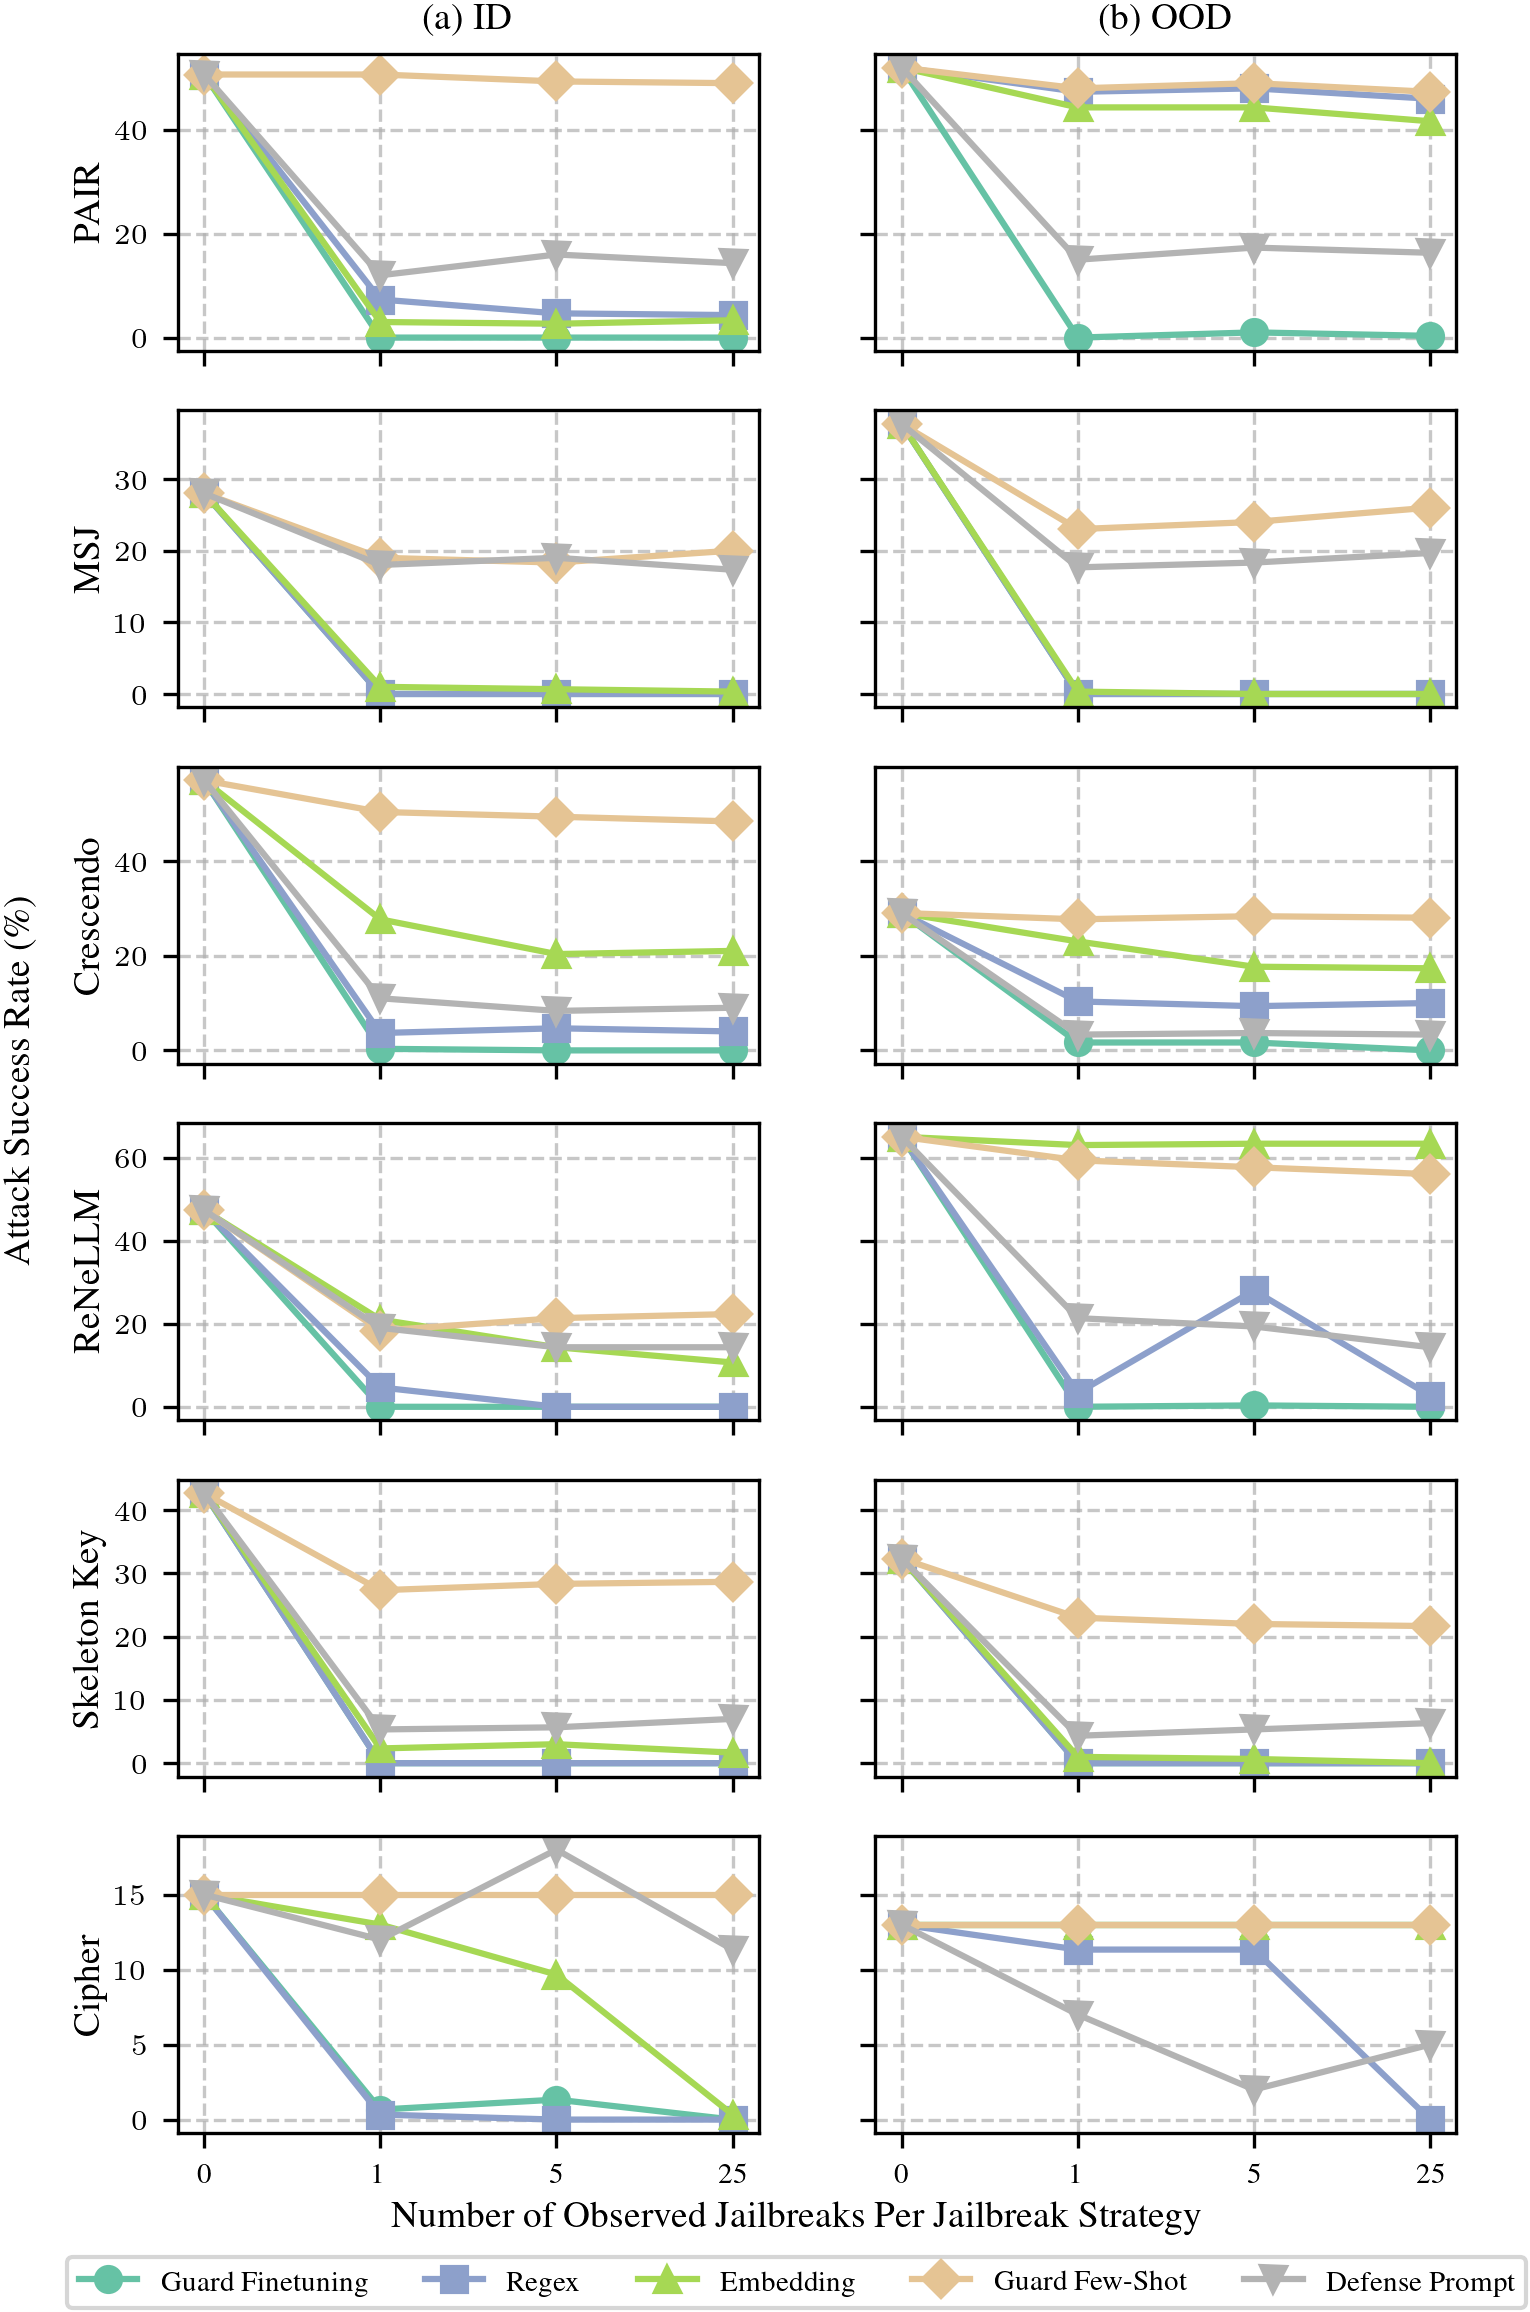 (a) ID
(b) OOD
Attack Success Rate (%)
PAIR
40
20
0
MSJ
30
20
10
0
Crescendo
40
20
0
ReNeLLM
60
40
20
0
Skeleton Key
40
30
20
10
0
Cipher
15
10
5
0
0 1 5 25
0 1 5 25
Number of Observed Jailbreaks Per Jailbreak Strategy
Guard Finetuning Regex Embedding Guard Few-Shot Defense Prompt